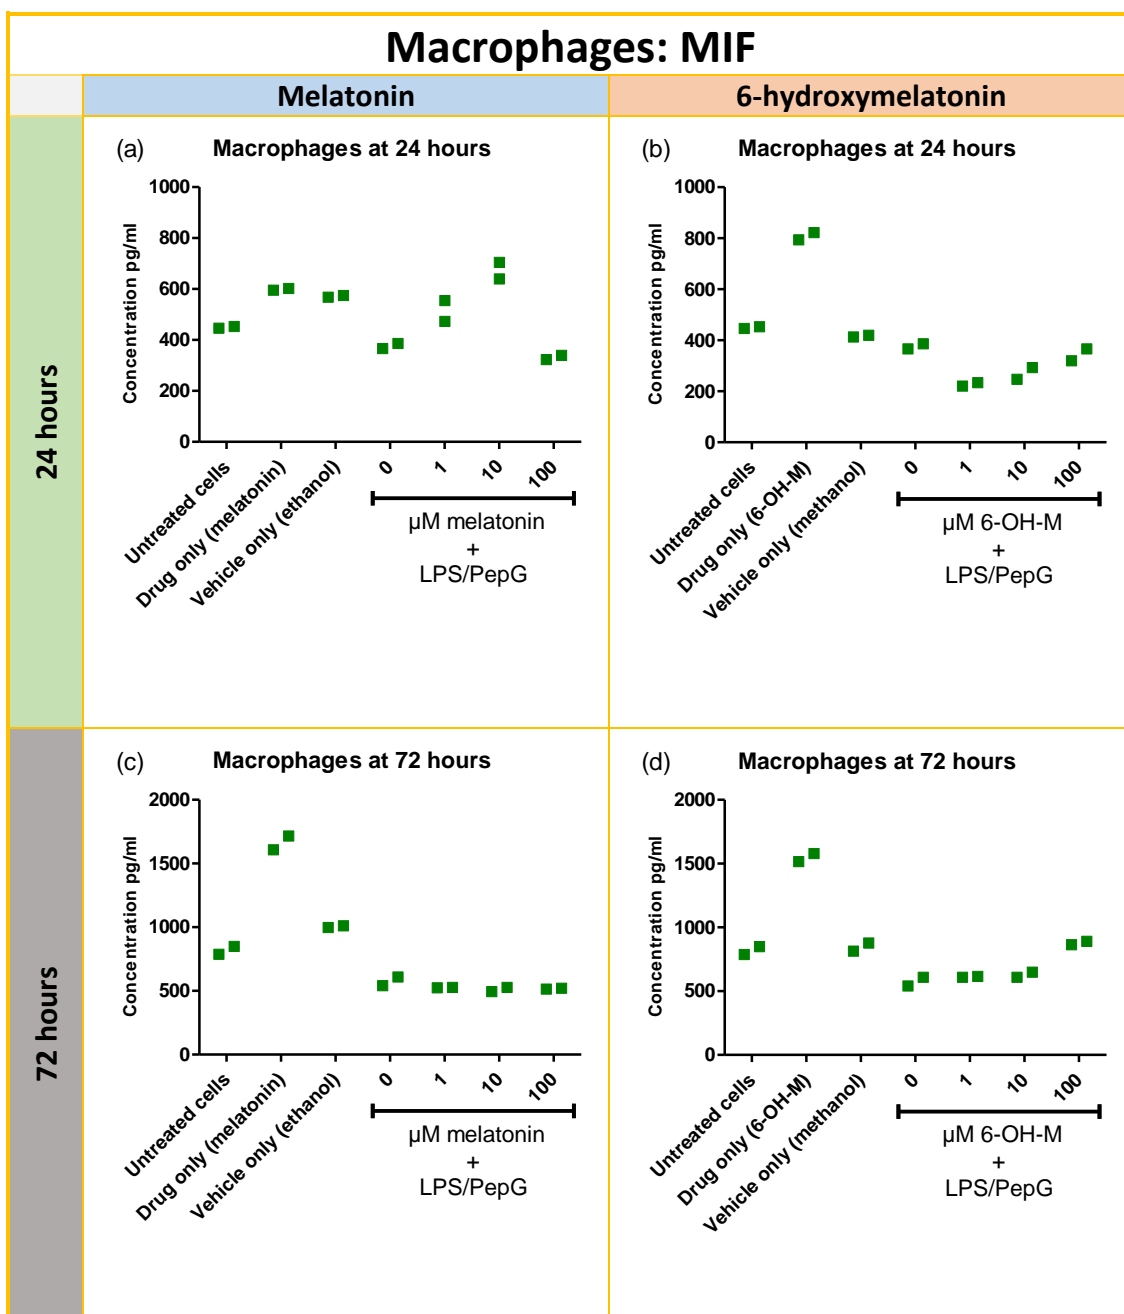 Macrophages: MIF
Melatonin
6-hydroxymelatonin
24 hours
(a)
Macrophages at 24 hours
Concentration pg/ml
1000
800
600
400
200
0
Untreated cells
Drug only (melatonin)
Vehicle only (ethanol)
0
1
10
100
µM melatonin
+
LPS/PepG
(b)
Macrophages at 24 hours
Concentration pg/ml
1000
800
600
400
200
0
Untreated cells
Drug only (6-OH-M)
Vehicle only (methanol)
0
1
10
100
µM 6-OH-M
+
LPS/PepG
72 hours
(c)
Macrophages at 72 hours
Concentration pg/ml
2000
1500
1000
500
0
Untreated cells
Drug only (melatonin)
Vehicle only (ethanol)
0
1
10
100
µM melatonin
+
LPS/PepG
(d)
Macrophages at 72 hours
Concentration pg/ml
2000
1500
1000
500
0
Untreated cells
Drug only (6-OH-M)
Vehicle only (methanol)
0
1
10
100
µM 6-OH-M
+
LPS/PepG